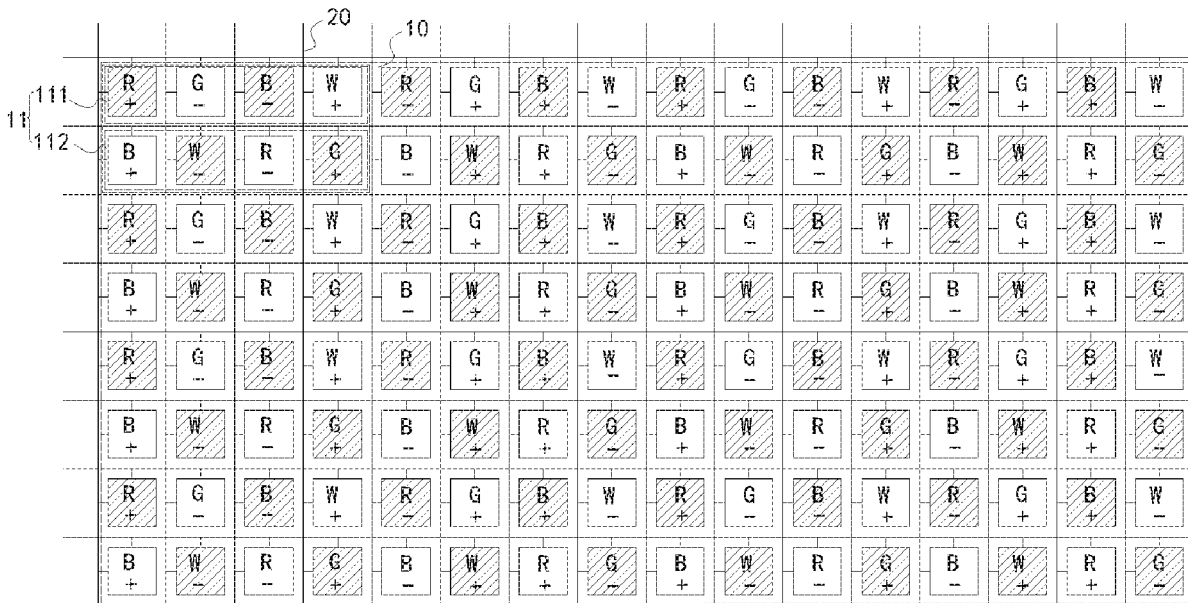 20
10
R G B W R G B W R G B W R G B W
+ - - + - + + - + - - + - + + -
111
11
112
B W R G B W R G B W R G B W R G
+ - - + - + + - + - - + - + + -
R G B W R G B W R G B W R G B W
+ - - + - + + - + - - + - + + -
B W R G B W R G B W R G B W R G
+ - - + - + + - + - - + - + + -
R G B W R G B W R G B W R G B W
+ - - + - + + - + - - + - + + -
B W R G B W R G B W R G B W R G
+ - - + - + + - + - - + - + + -
R G B W R G B W R G B W R G B W
+ - - + - + + - + - - + - + + -
B W R G B W R G B W R G B W R G
+ - - + - + + - + - - + - + + -